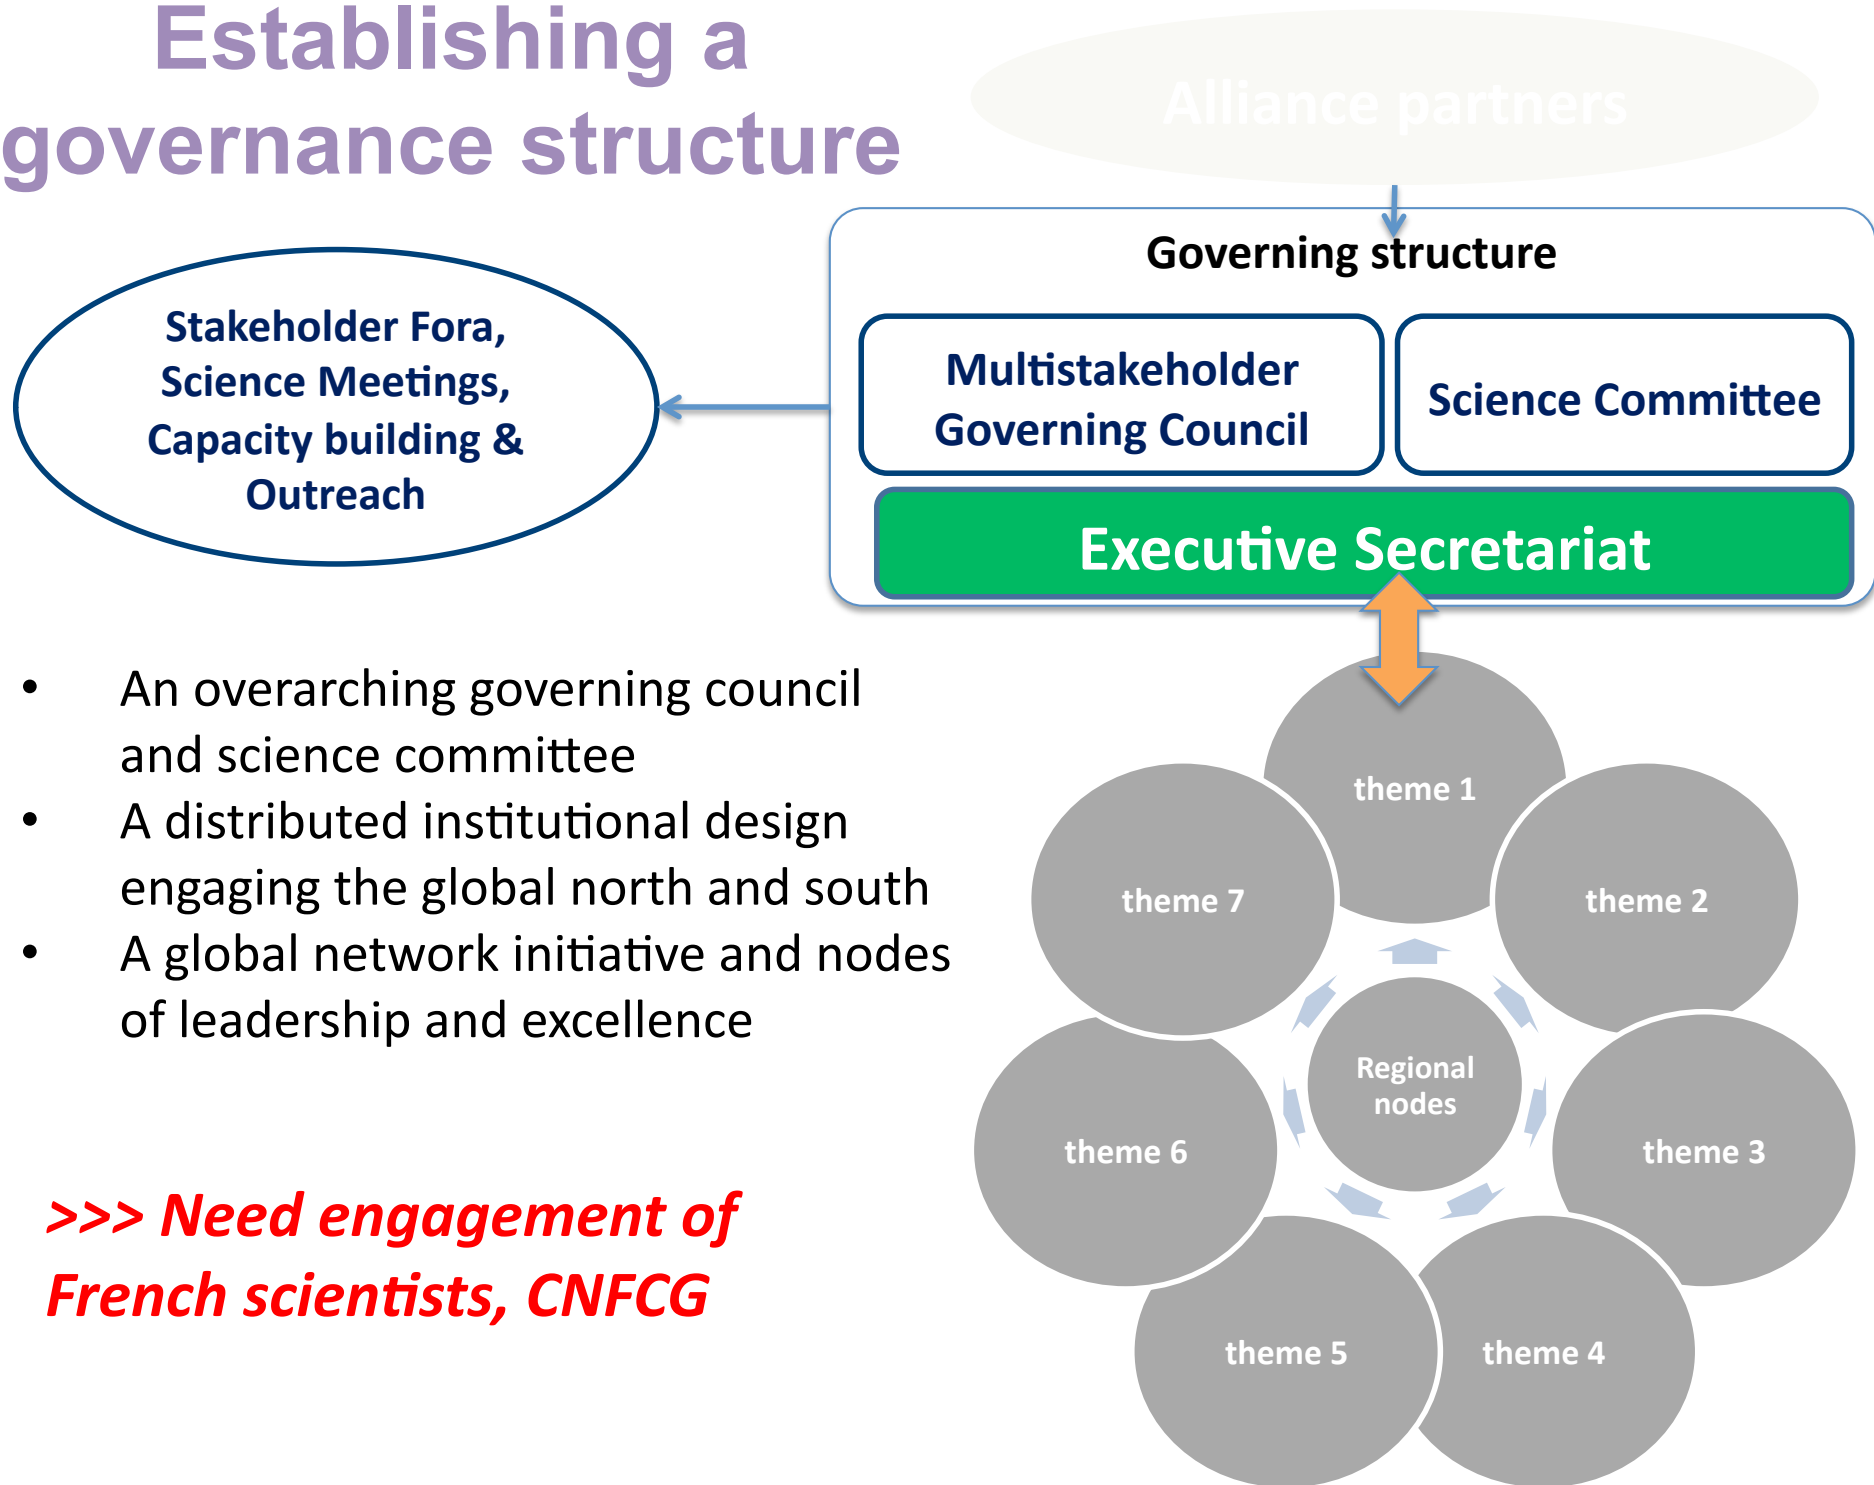 Establishing a
governance structure
Alliance partners
Governing structure
Stakeholder Fora,
Science Meetings,
Capacity building &
Outreach
Multistakeholder
Governing Council
Science Committee
Executive Secretariat
•	An overarching governing council
and science committee
•	A distributed institutional design
engaging the global north and south
•	A global network initiative and nodes
of leadership and excellence
>>> Need engagement of
French scientists, CNFCG
theme 1
theme 7
theme 2
Regional
nodes
theme 6
theme 3
theme 5
theme 4